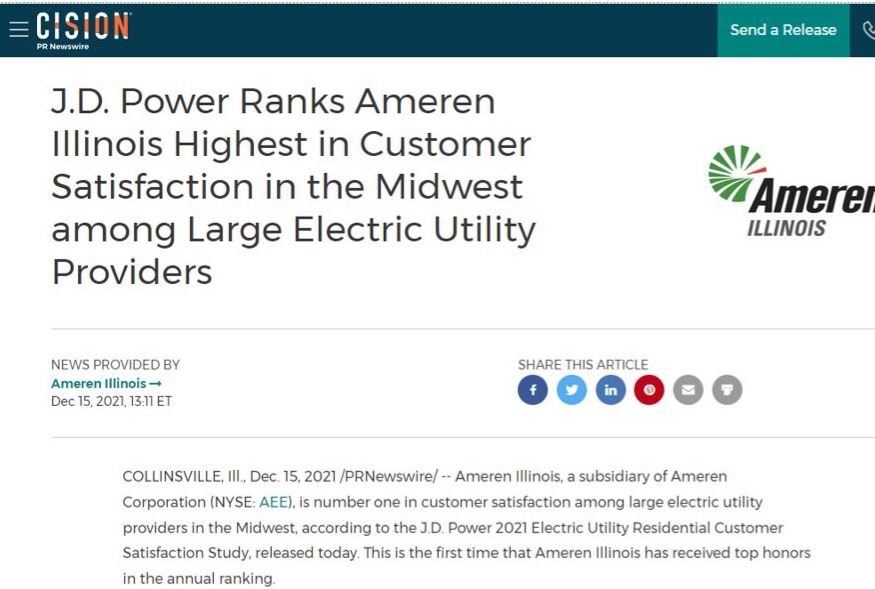 CISION
PR Newswire
Send a Release
J.D. Power Ranks Ameren
Illinois Highest in Customer
Satisfaction in the Midwest
among Large Electric Utility
Providers
Ameren
ILLINOIS
NEWS PROVIDED BY
Ameren Illinois →
Dec 15, 2021, 13:11 ET
SHARE THIS ARTICLE
COLLINSVILLE, Ill., Dec. 15, 2021 /PRNewswire/ -- Ameren Illinois, a subsidiary of Ameren
Corporation (NYSE: AEE), is number one in customer satisfaction among large electric utility
providers in the Midwest, according to the J.D. Power 2021 Electric Utility Residential Customer
Satisfaction Study, released today. This is the first time that Ameren Illinois has received top honors
in the annual ranking.